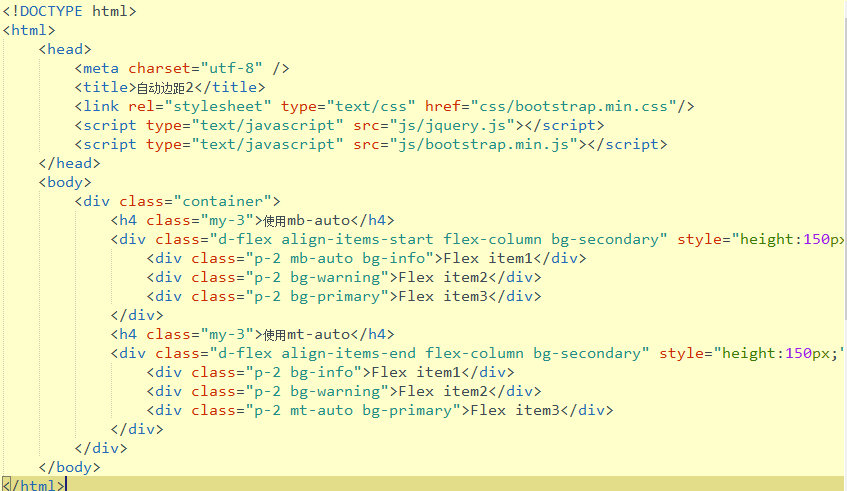 <!DOCTYPE html>
<html>
    <head>
        <meta charset="utf-8" />
        <title>自动边距2</title>
        <link rel="stylesheet" type="text/css" href="css/bootstrap.min.css"/>
        <script type="text/javascript" src="js/jquery.js"></script>
        <script type="text/javascript" src="js/bootstrap.min.js"></script>
    </head>
    <body>
        <div class="container">
            <h4 class="my-3">使用mb-auto</h4>
            <div class="d-flex align-items-start flex-column bg-secondary" style="height:150px
                <div class="p-2 mb-auto bg-info">Flex item1</div>
                <div class="p-2 bg-warning">Flex item2</div>
                <div class="p-2 bg-primary">Flex item3</div>
            </div>
            <h4 class="my-3">使用mt-auto</h4>
            <div class="d-flex align-items-end flex-column bg-secondary" style="height:150px;"
                <div class="p-2 bg-info">Flex item1</div>
                <div class="p-2 bg-warning">Flex item2</div>
                <div class="p-2 mt-auto bg-primary">Flex item3</div>
            </div>
        </div>
    </body>
</html>